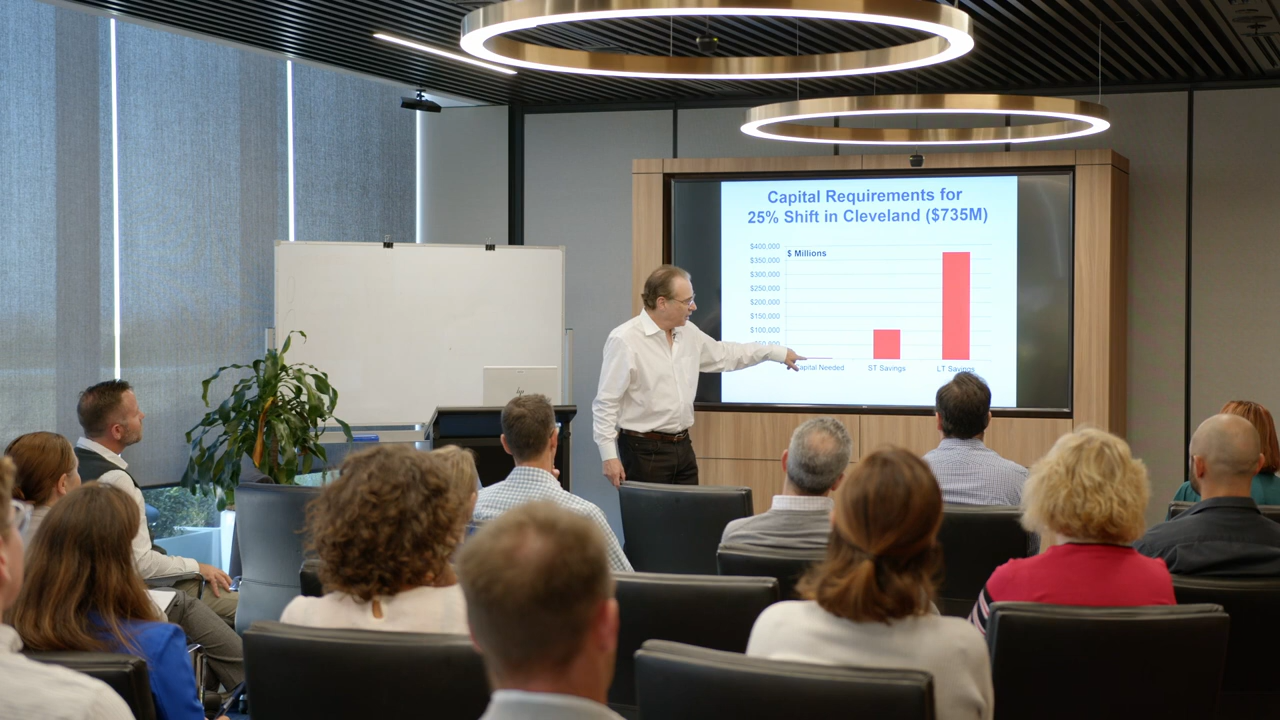 Capital Requirements for
25% Shift in Cleveland ($735M)
$ Millions
$400,000
$350,000
$300,000
$250,000
$200,000
$150,000
$100,000
Capital Needed
ST Savings
LT Savings
hp